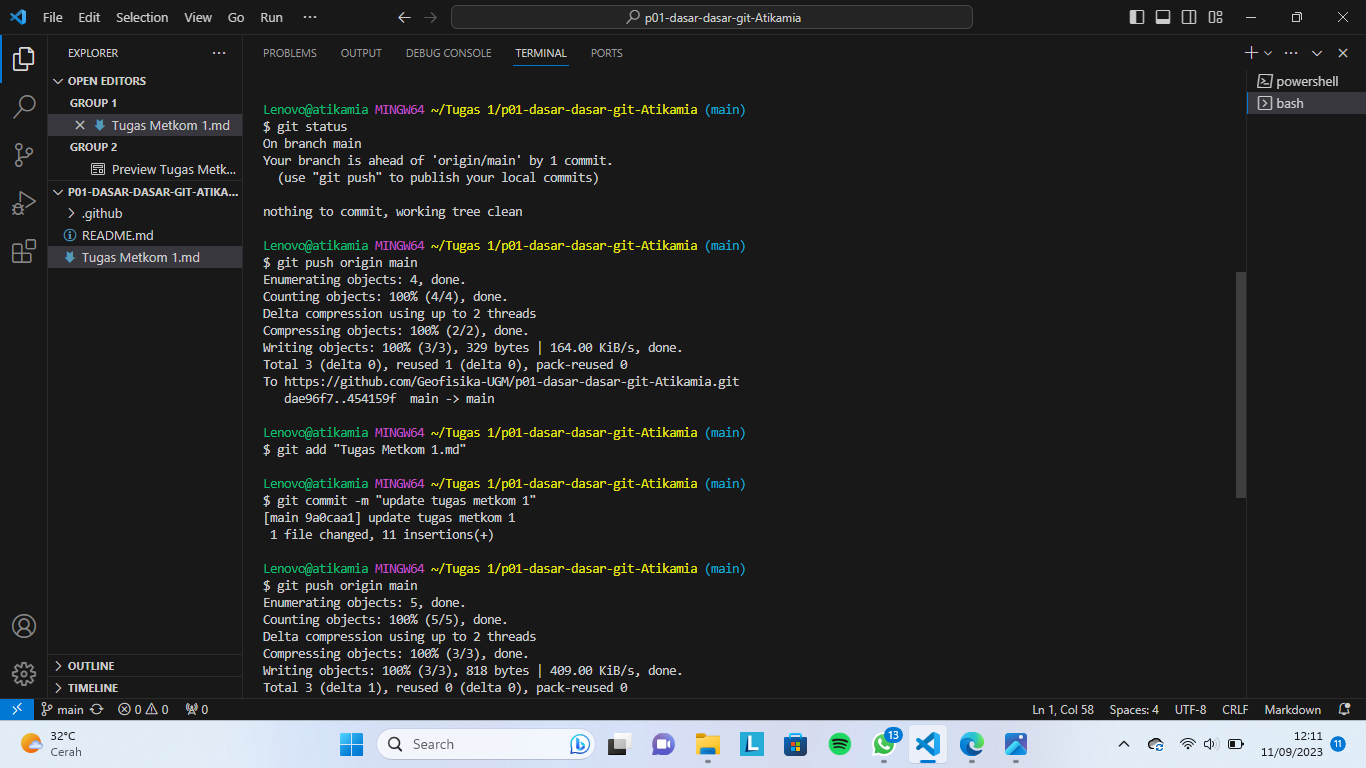 File Edit Selection View Go Run ···
p01-dasar-dasar-git-Atikamia
EXPLORER
OPEN EDITORS
GROUP 1
Tugas Metkom 1.md
GROUP 2
Preview Tugas Metk...
P01-DASAR-DASAR-GIT-ATIKA...
.github
README.md
Tugas Metkom 1.md
OUTLINE
TIMELINE
PROBLEMS OUTPUT DEBUG CONSOLE TERMINAL PORTS
powershell
bash
Lenovo@atikamia MINGW64 ~/Tugas 1/p01-dasar-dasar-git-Atikamia (main)
$ git status
On branch main
Your branch is ahead of 'origin/main' by 1 commit.
  (use "git push" to publish your local commits)
nothing to commit, working tree clean
Lenovo@atikamia MINGW64 ~/Tugas 1/p01-dasar-dasar-git-Atikamia (main)
$ git push origin main
Enumerating objects: 4, done.
Counting objects: 100% (4/4), done.
Delta compression using up to 2 threads
Compressing objects: 100% (2/2), done.
Writing objects: 100% (3/3), 329 bytes | 164.00 KiB/s, done.
Total 3 (delta 0), reused 1 (delta 0), pack-reused 0
To https://github.com/Geofisika-UGM/p01-dasar-dasar-git-Atikamia.git
   dae96f7..454159f  main -> main
Lenovo@atikamia MINGW64 ~/Tugas 1/p01-dasar-dasar-git-Atikamia (main)
$ git add "Tugas Metkom 1.md"
Lenovo@atikamia MINGW64 ~/Tugas 1/p01-dasar-dasar-git-Atikamia (main)
$ git commit -m "update tugas metkom 1"
[main 9a0caa1] update tugas metkom 1
 1 file changed, 11 insertions(+)
Lenovo@atikamia MINGW64 ~/Tugas 1/p01-dasar-dasar-git-Atikamia (main)
$ git push origin main
Enumerating objects: 5, done.
Counting objects: 100% (5/5), done.
Delta compression using up to 2 threads
Compressing objects: 100% (3/3), done.
Writing objects: 100% (3/3), 818 bytes | 409.00 KiB/s, done.
Total 3 (delta 1), reused 0 (delta 0), pack-reused 0
main 0 0 0 Ln 1, Col 58 Spaces: 4 UTF-8 CRLF Markdown
32°C
Cerah
Search
13
12:11
11/09/2023
11